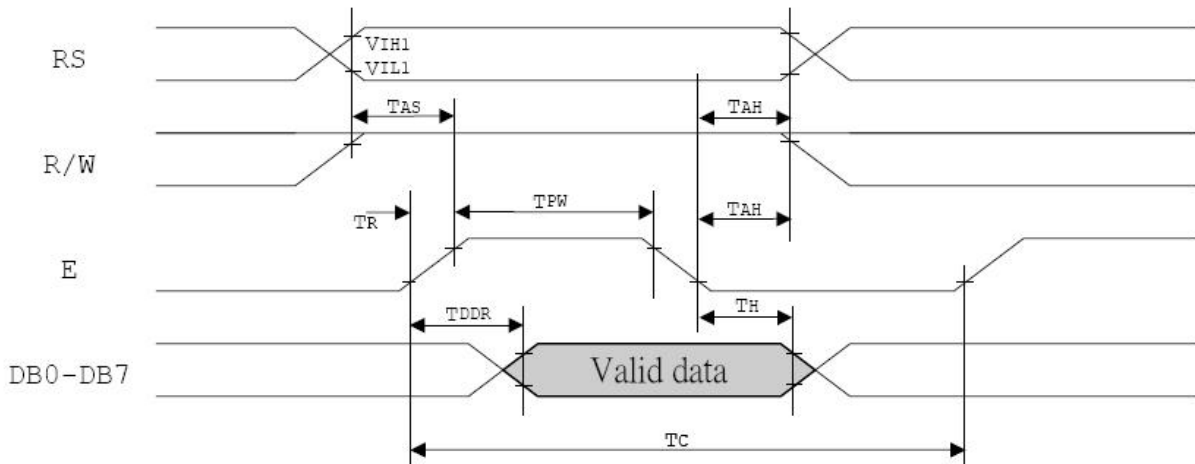 RS
VIH1
VIL1
TAS
TAH
R/W
TPW
TAH
TR
E
TDDR
TH
DB0-DB7
Valid data
TC